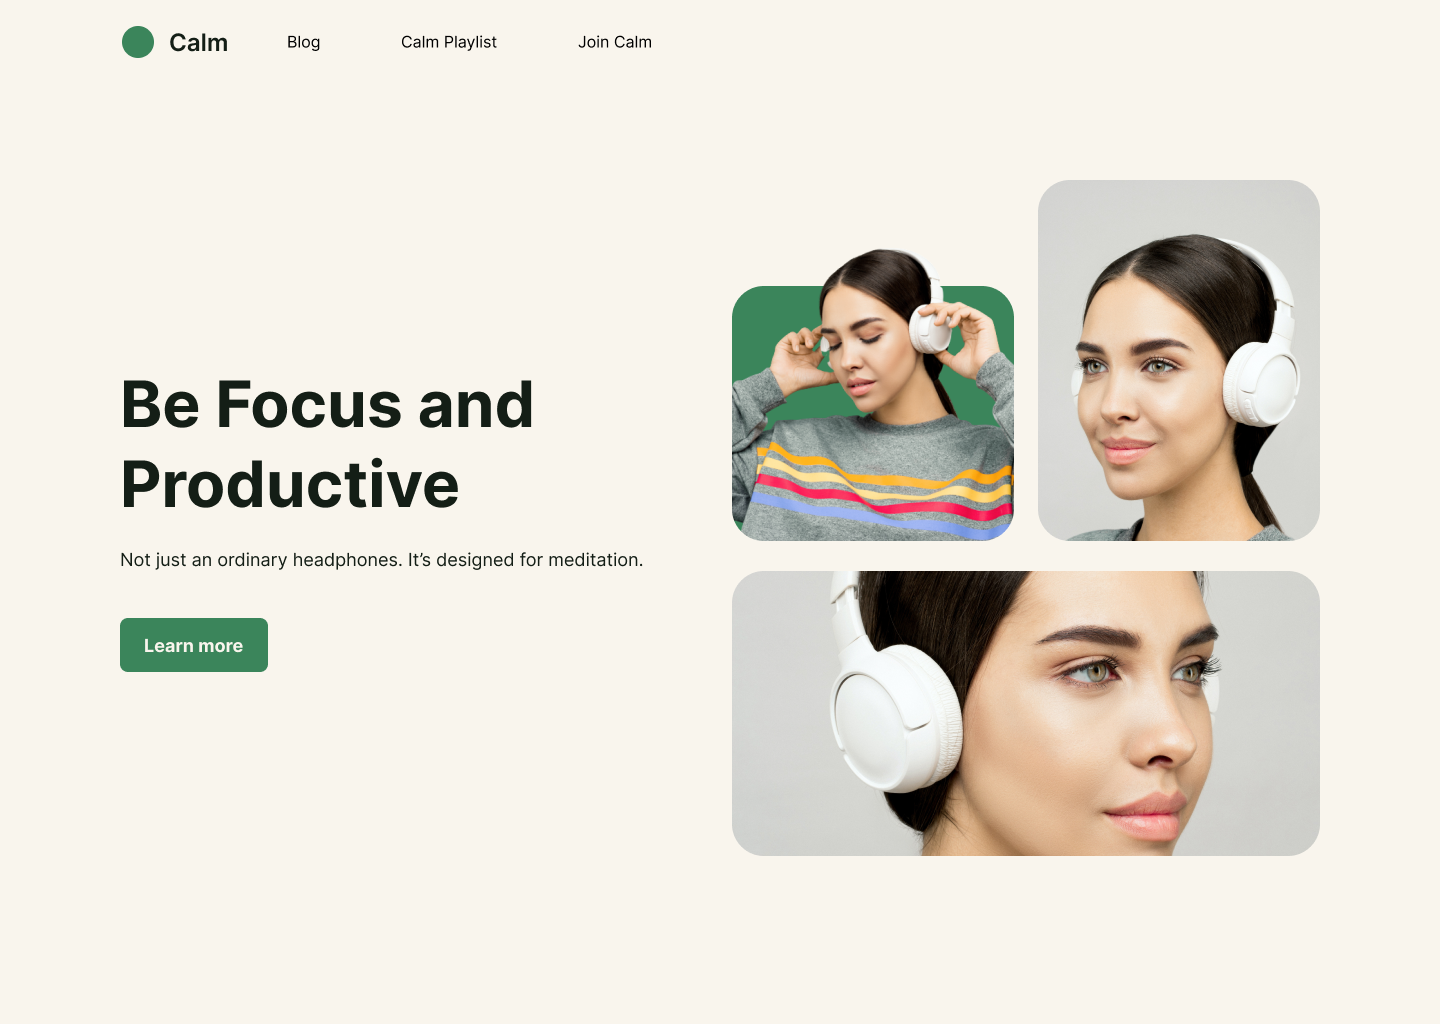 Calm
Blog
Calm Playlist
Join Calm
Be Focus and
Productive
Not just an ordinary headphones. It’s designed for meditation.
Learn more